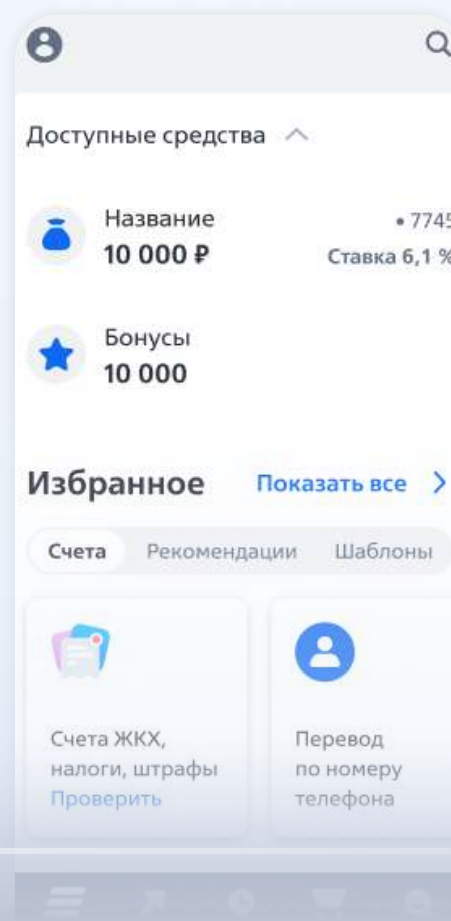 Доступные средства
Название • 7745
10 000 ₽ Ставка 6,1 %
Бонусы
10 000
Избранное Показать все
Счета Рекомендации Шаблоны
Счета ЖКХ, Перевод
налоги, штрафы по номеру
Проверить телефона